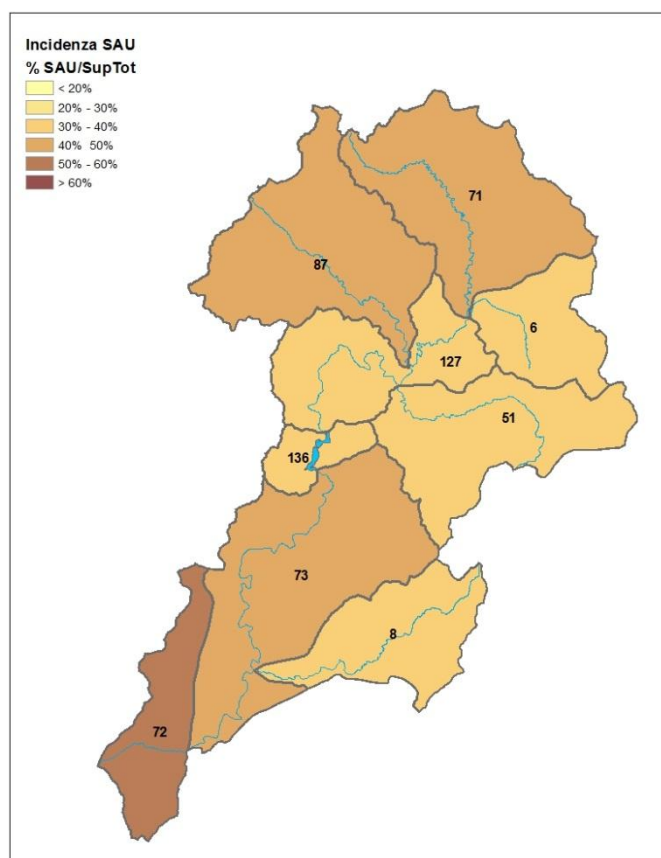 Incidenza SAU
% SAU/SupTot
< 20%
20% - 30%
30% - 40%
40% 50%
50% - 60%
> 60%
71
87
6
127
51
136
73
8
72